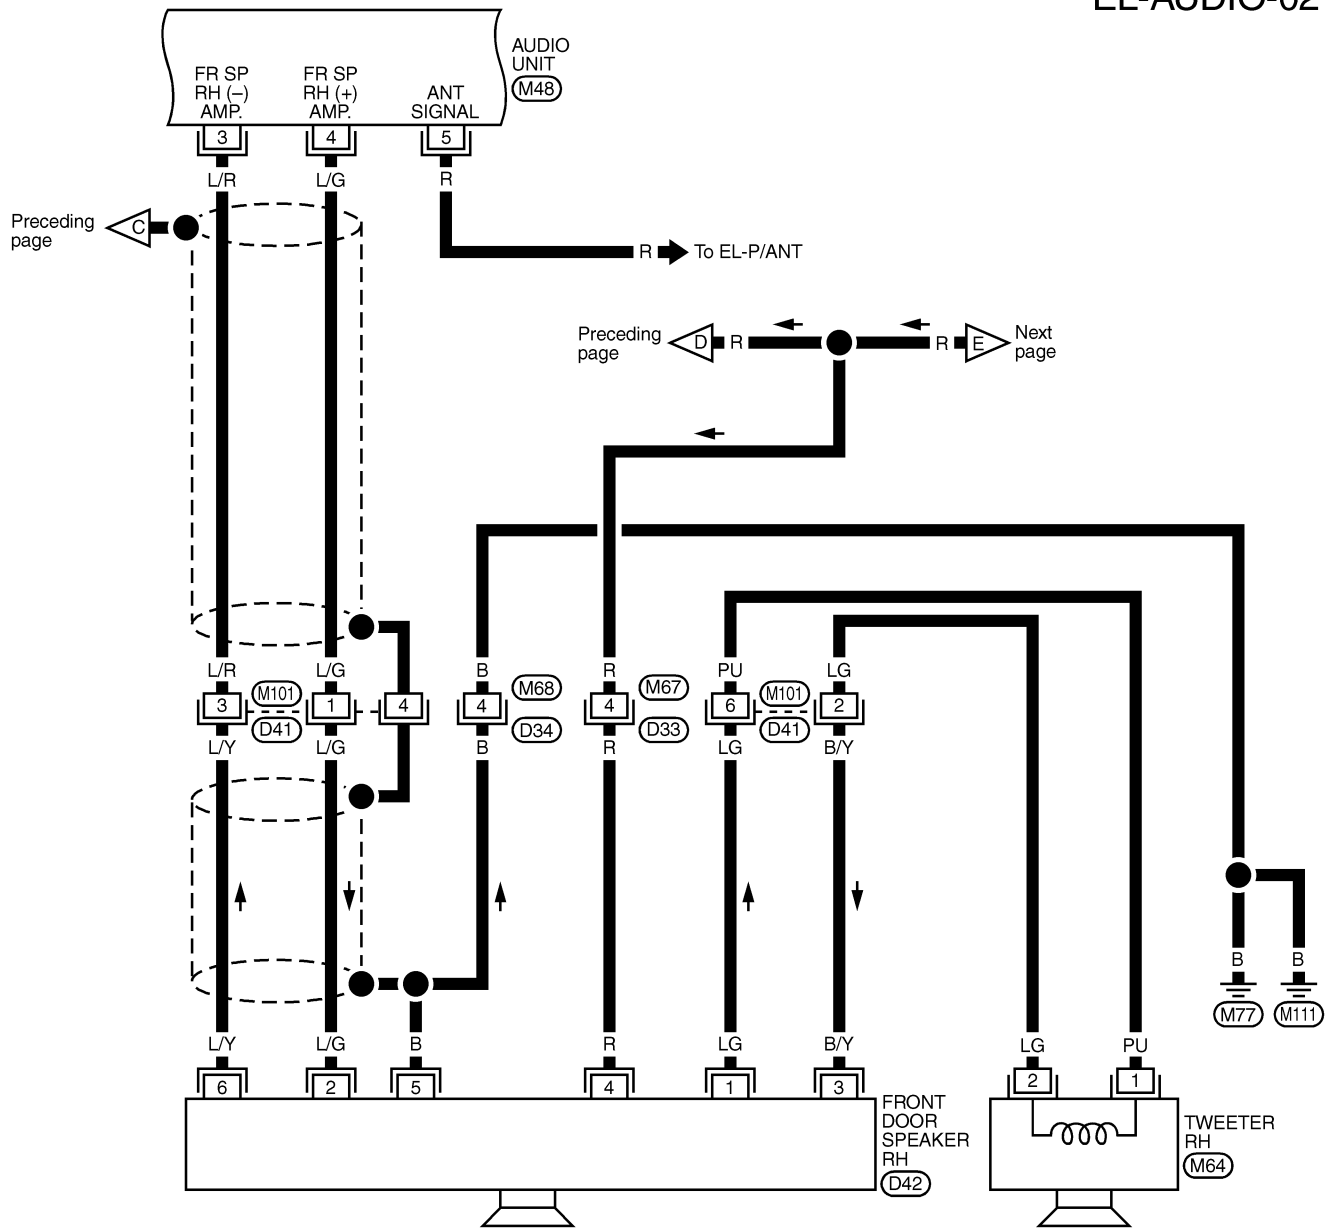 EL-AUDIO-02
AUDIO
UNIT
M48
FR SP
RH (–)
AMP.
FR SP
RH (+)
AMP.
ANT
SIGNAL
3
4
5
L/R
L/G
R
Preceding
page
C
R
To EL-P/ANT
Preceding
page
D
R
R
E
Next
page
L/R
L/G
B
R
PU
LG
3
M101
D41
1
4
4
M68
D34
4
M67
D33
6
M101
D41
2
L/Y
L/G
B
R
LG
B/Y
B
B
M77
M111
L/Y
L/G
B
R
LG
B/Y
LG
PU
6
2
5
4
1
3
2
1
FRONT
DOOR
SPEAKER
RH
D42
TWEETER
RH
M64